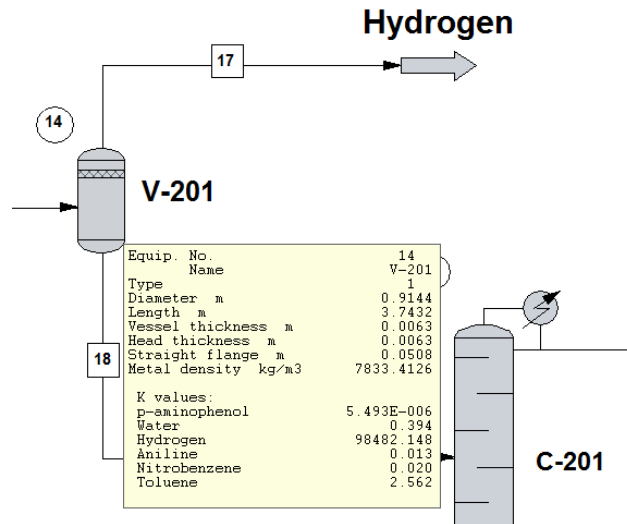 Hydrogen
17
14
V-201
Equip. No. 14
Name V-201
Type 1
Diameter m 0.9144
Length m 3.7432
Vessel thickness m 0.0063
Head thickness m 0.0063
Straight flange m 0.0508
Metal density kg/m3 7833.4126
K values:
p-aminophenol 5.493E-006
Water 0.394
Hydrogen 98482.148
Aniline 0.013
Nitrobenzene 0.020
Toluene 2.562
18
C-201